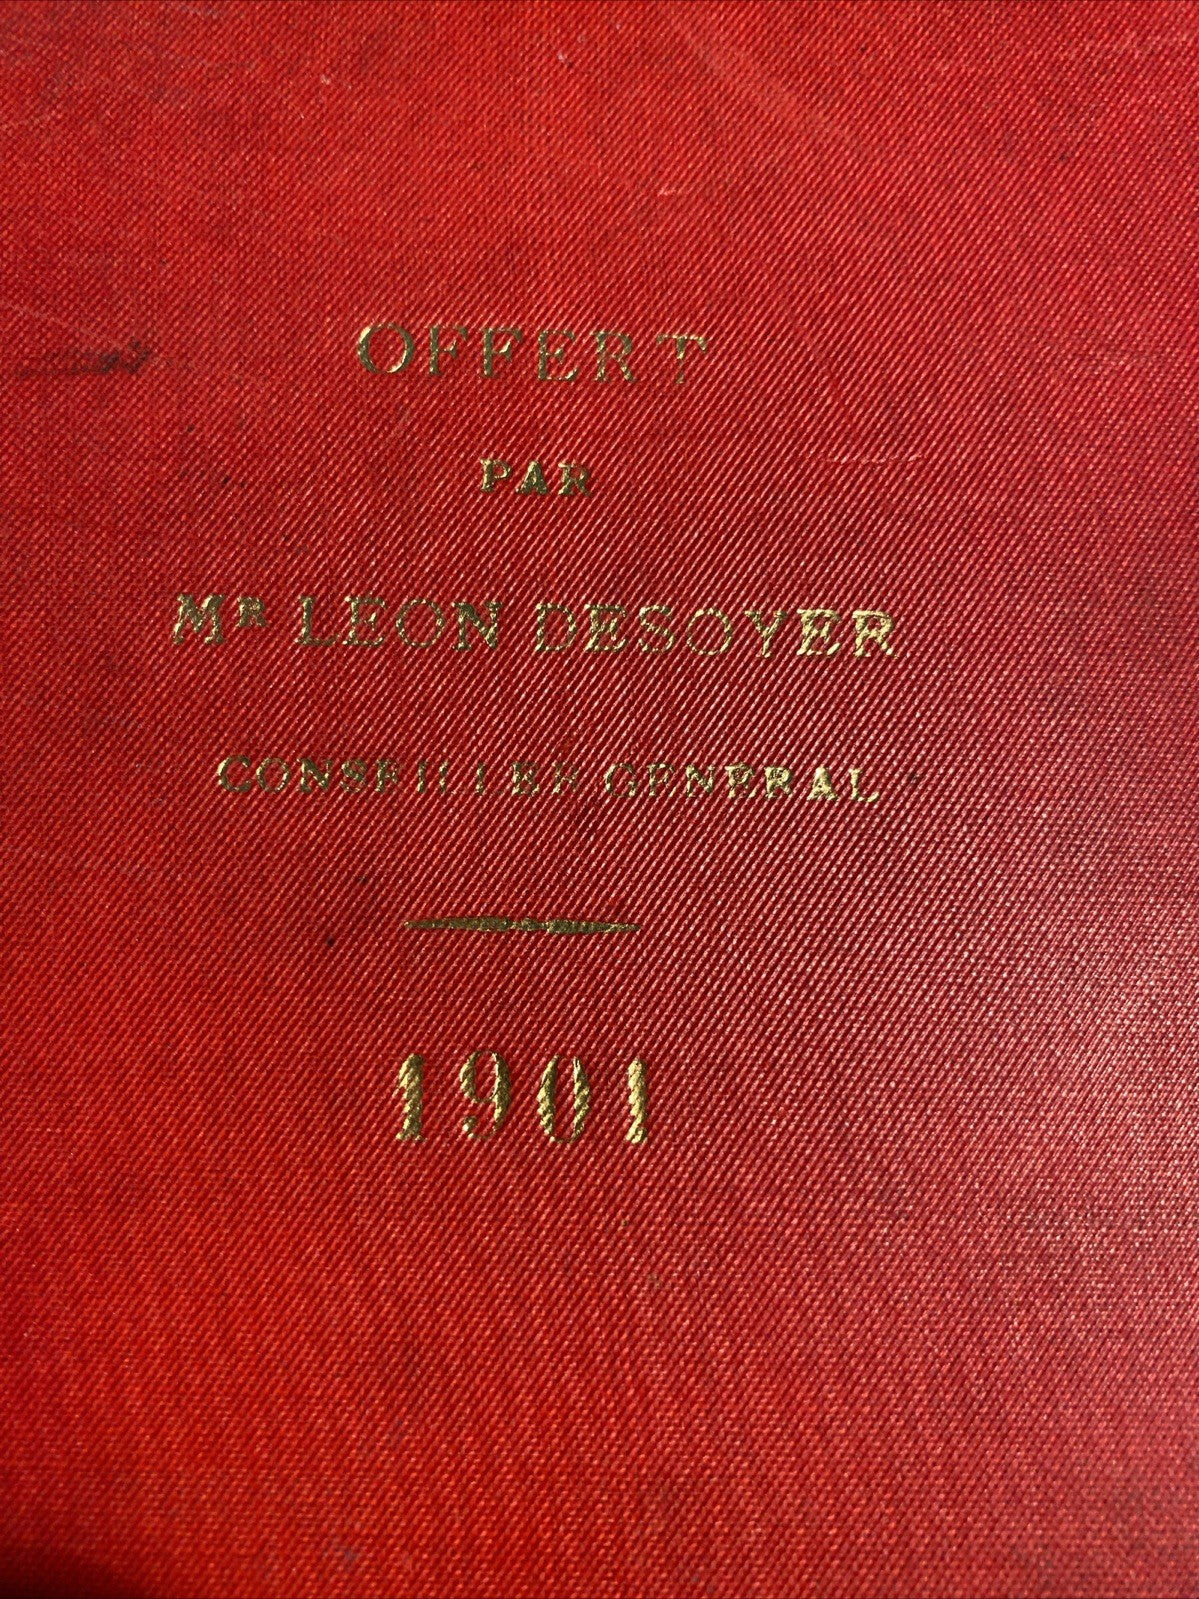 OFFERT
PAR
MR LEON DESOYER
CONSEILLER GENERAL
1901